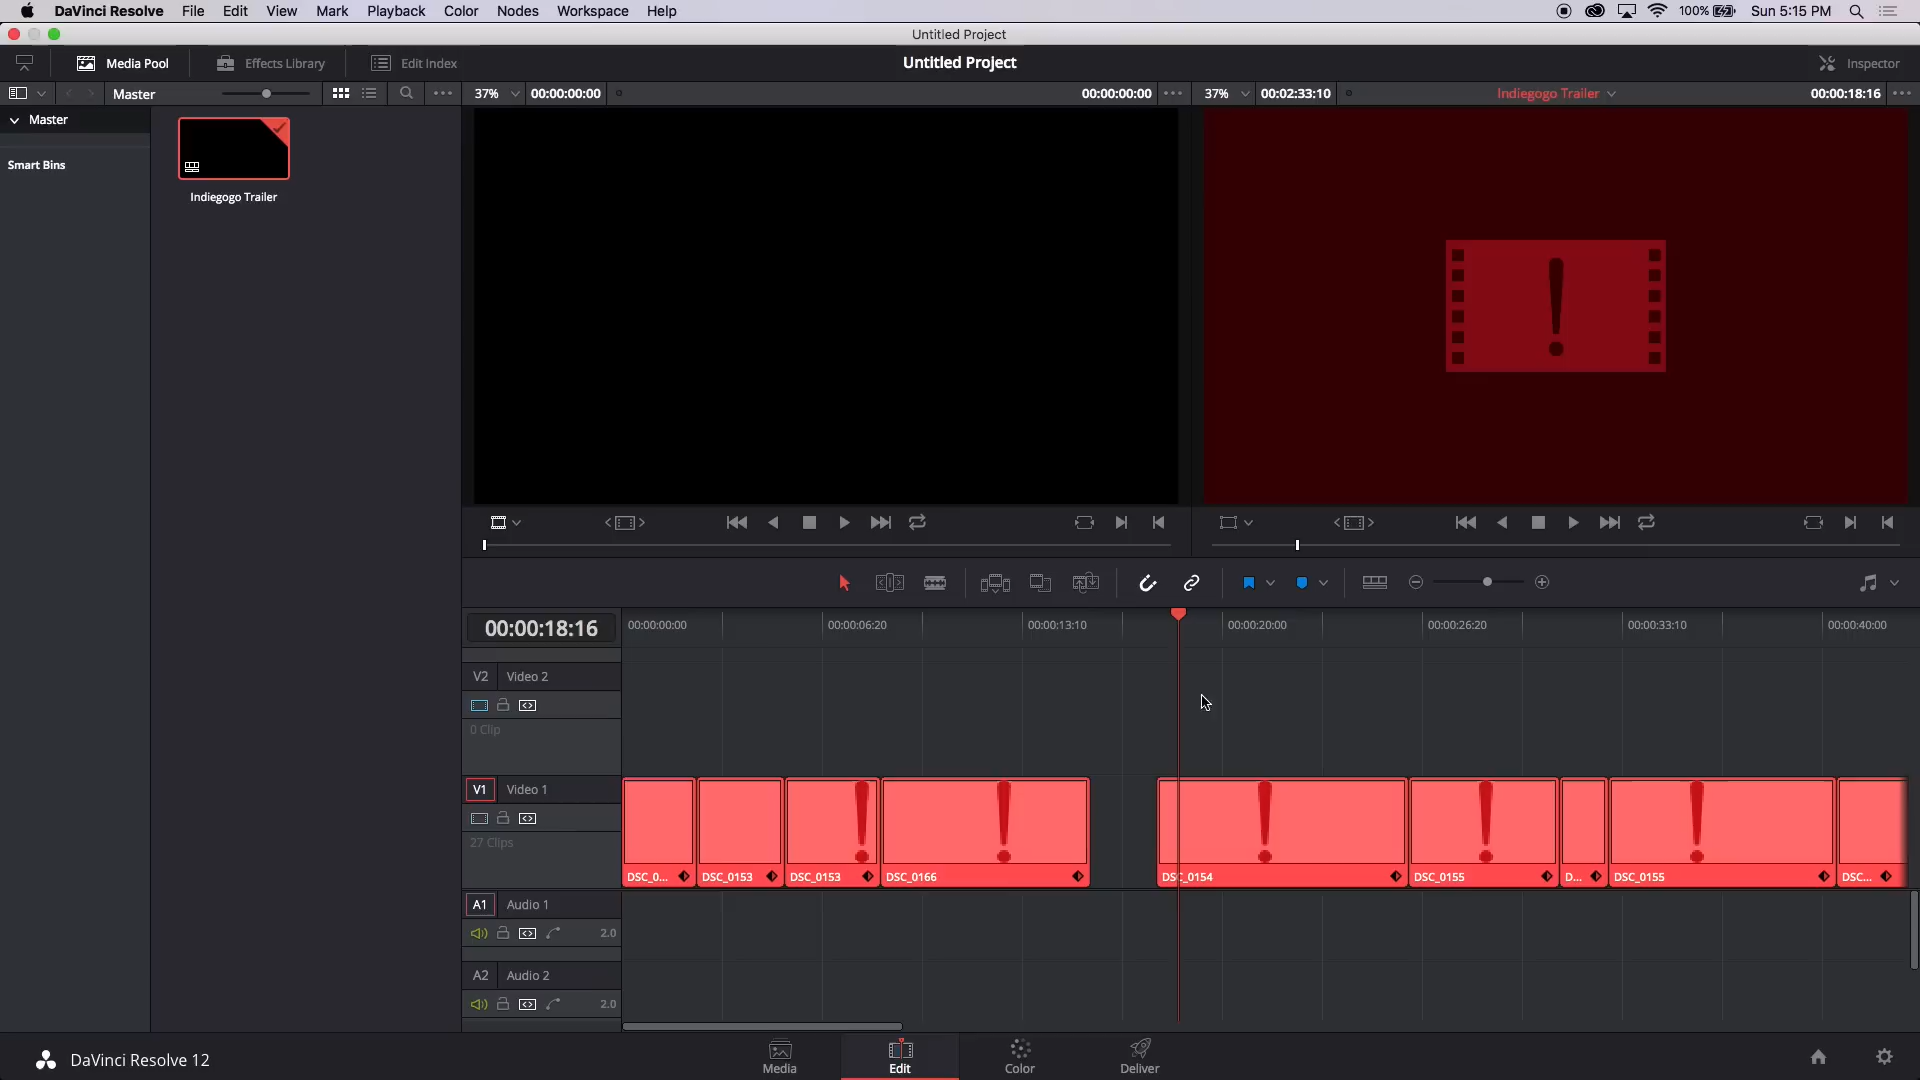 DaVinci Resolve File Edit View Mark Playback Color Nodes Workspace Help 100% Sun 5:15 PM
Untitled Project
Media Pool Effects Library Edit Index Untitled Project Inspector
Master 37% 00:00:00:00 00:00:00:00 37% 00:02:33:10 Indiegogo Trailer 00:00:18:16
Master
Smart Bins
Indiegogo Trailer
00:00:18:16 00:00:00:00 00:00:06:20 00:00:13:10 00:00:20:00 00:00:26:20 00:00:33:10 00:00:40:00
V2 Video 2
0 Clip
V1 Video 1
27 Clips
DSC_0... DSC_0153 DSC_0153 DSC_0166 DSC_0154 DSC_0155 D... DSC_0155 DSC...
A1 Audio 1
2.0
A2 Audio 2
2.0
DaVinci Resolve 12 Media Edit Color Deliver